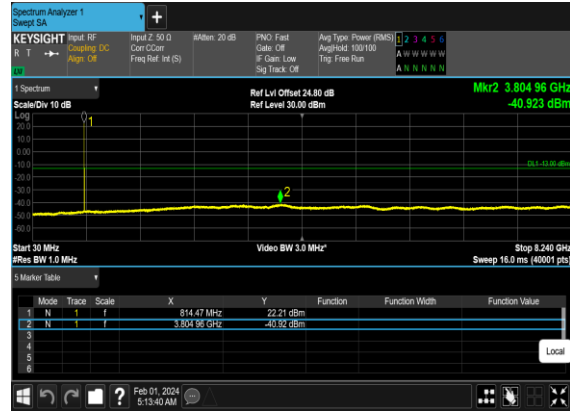 Spectrum Analyzer 1
Swept SA
+
KEYSIGHT
R T
LXI
Input: RF
Coupling: DC
Align: Off
Input Z: 50 Ω
Corr CCorr
Freq Ref: Int (S)
#Atten: 20 dB
PNO: Fast
Gate: Off
IF Gain: Low
Sig Track: Off
Avg Type: Power (RMS)
Avg|Hold: 100/100
Trig: Free Run
1 2 3 4 5 6
A W W W W W
A N N N N N
1 Spectrum
Scale/Div 10 dB
Ref Lvl Offset 24.80 dB
Ref Level 30.00 dBm
Mkr2 3.804 96 GHz
-40.923 dBm
Log
1
20.0
10.0
0.00
-10.0
DL1 -13.00 dBm
-20.0
-30.0
2
-40.0
-50.0
-60.0
Start 30 MHz
#Res BW 1.0 MHz
Video BW 3.0 MHz*
Stop 8.240 GHz
Sweep 16.0 ms (40001 pts)
5 Marker Table
Mode Trace Scale X Y Function Function Width Function Value
1 N 1 f 814.47 MHz 22.21 dBm
2 N 1 f 3.804 96 GHz -40.92 dBm
3
4
5
6
Local
?
Feb 01, 2024
5:13:40 AM